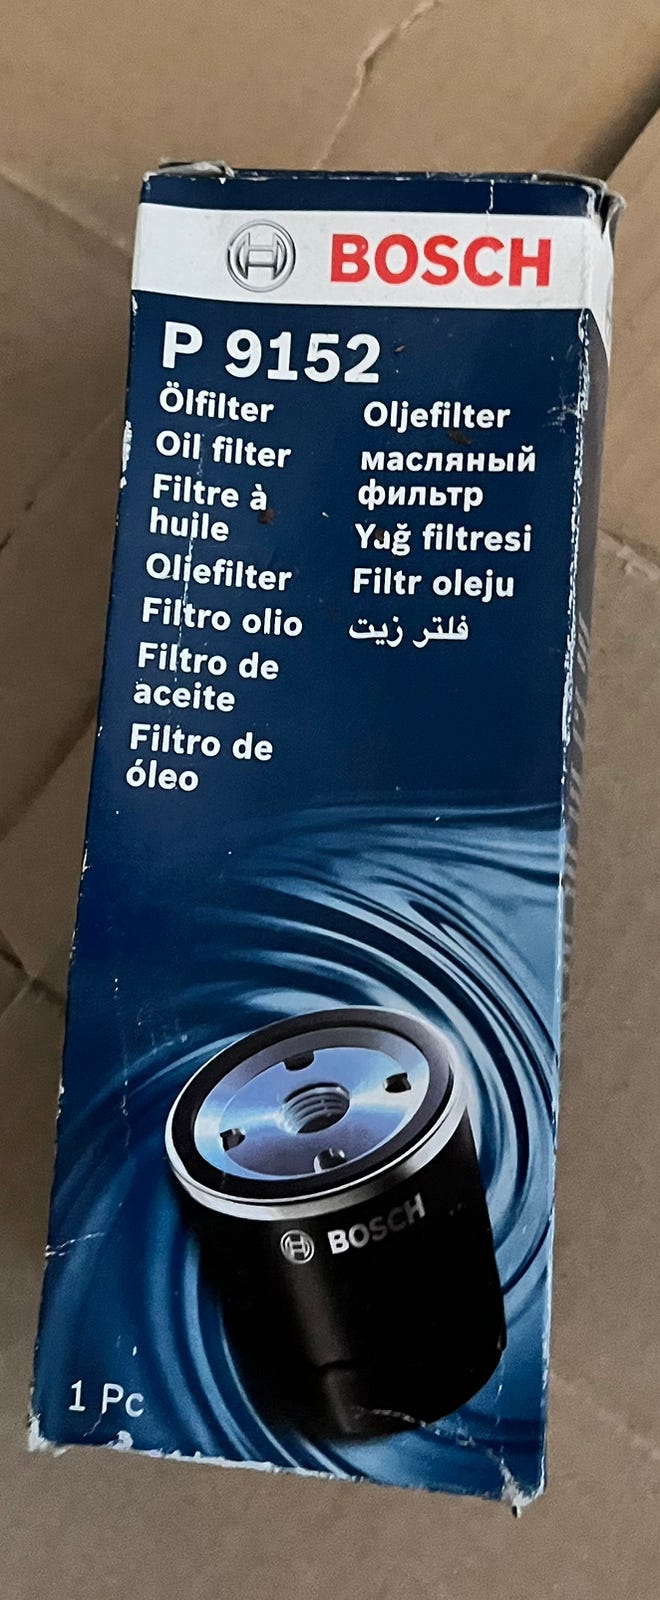 BOSCH
P 9152
Ölfilter
Oil filter
Filtre à
huile
Oliefilter
Filtro olio
Filtro de
aceite
Filtro de
óleo
Oljefilter
масляный
фильтр
Yağ filtresi
Filtr oleju
فلتر زيت
BOSCH
1 Pc